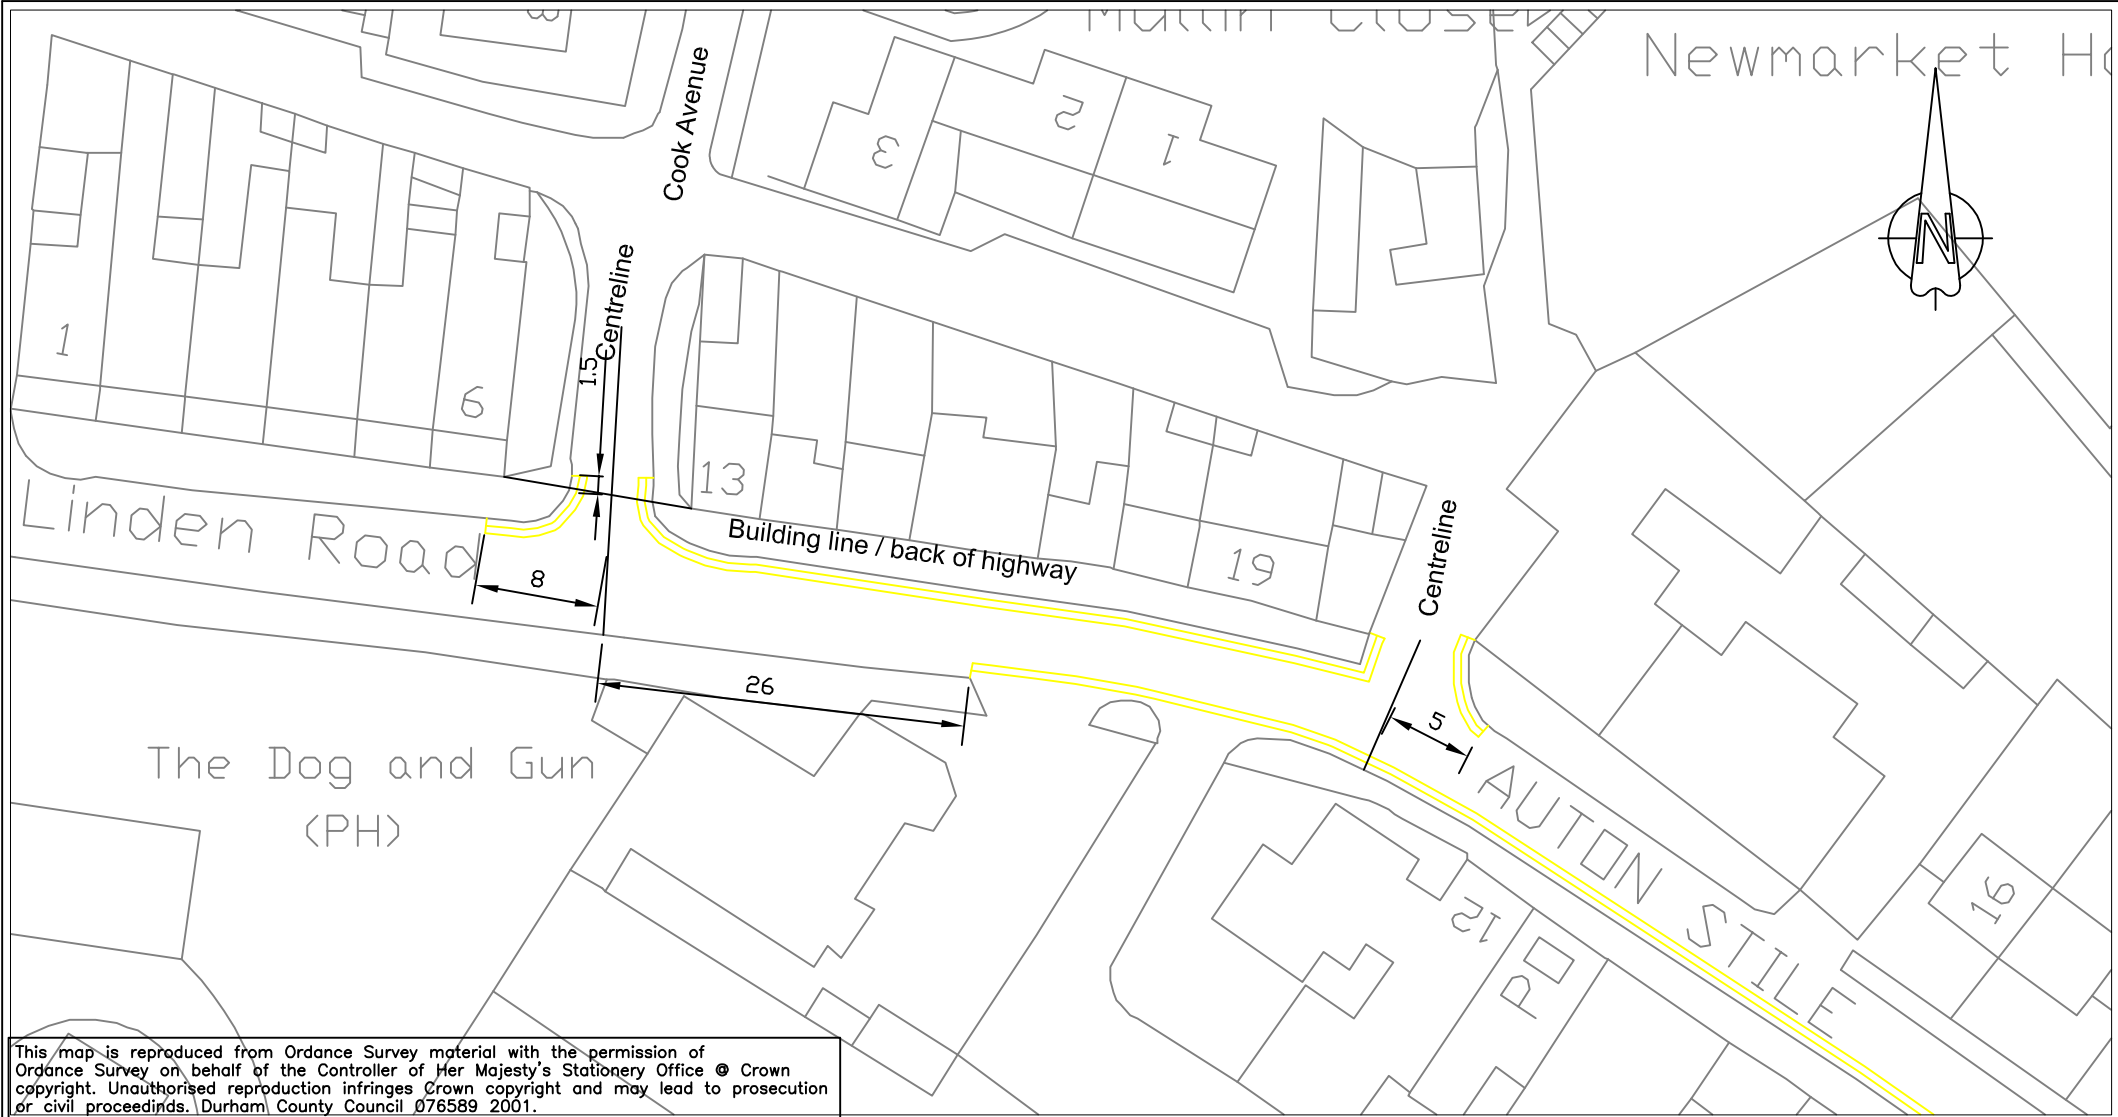 8
Mullin Close
Newmarket Ho
Cook Avenue
3
2
1
N
Centreline
1.5
1
6
13
Linden Road
Building line / back of highway
19
Centreline
8
26
5
The Dog and Gun
(PH)
AUTON STILE
12
PO
16
This map is reproduced from Ordance Survey material with the permission of
Ordance Survey on behalf of the Controller of Her Majesty's Stationery Office @ Crown
copyright. Unauthorised reproduction infringes Crown copyright and may lead to prosecution
or civil proceedinds. Durham County Council 076589 2001.